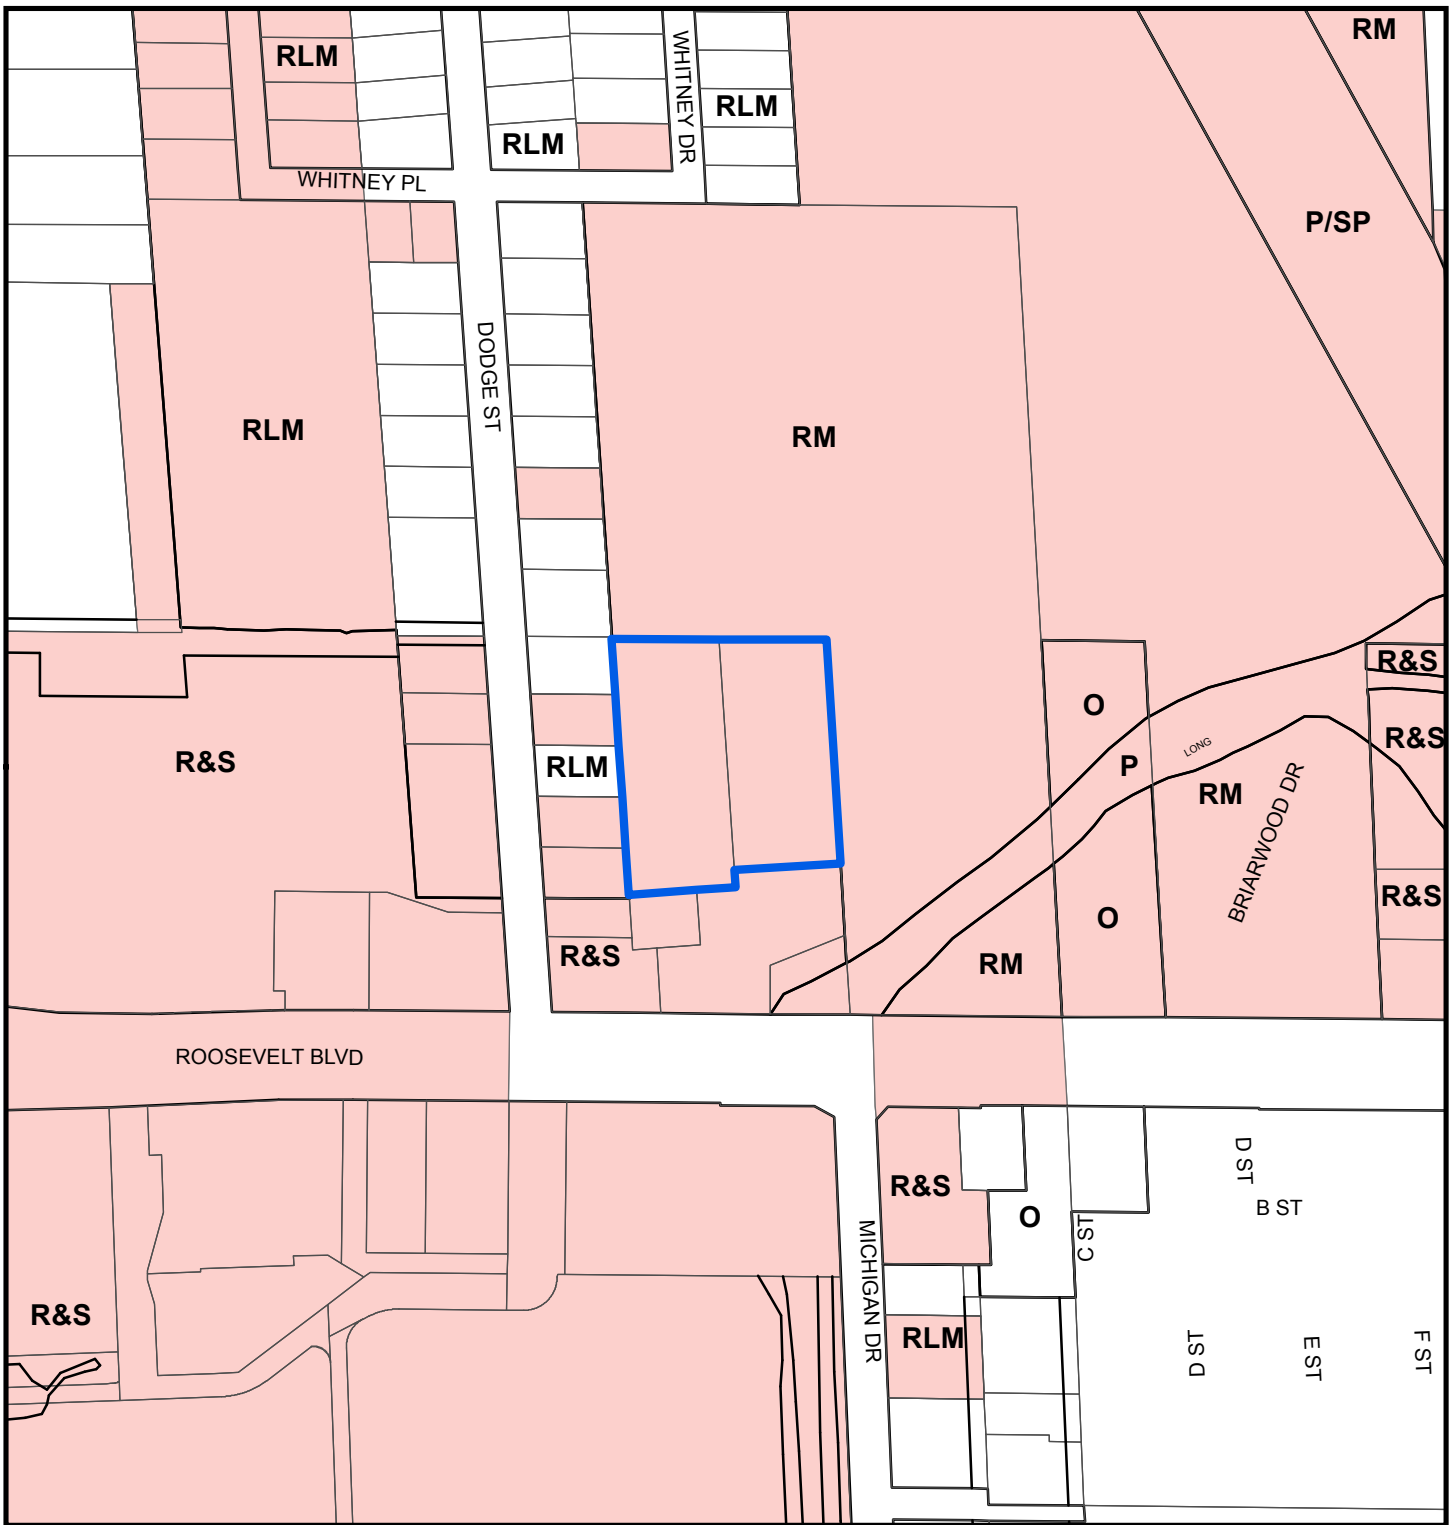 RM
RLM
WHITNEY DR
RLM
RLM
WHITNEY PL
P/SP
DODGE ST
RLM
RM
R&S
O
R&S
LONG
R&S
RLM
P
RM
BRIARWOOD DR
R&S
O
R&S
RM
ROOSEVELT BLVD
D ST
R&S
B ST
O
C ST
MICHIGAN DR
R&S
RLM
D ST
E ST
F ST